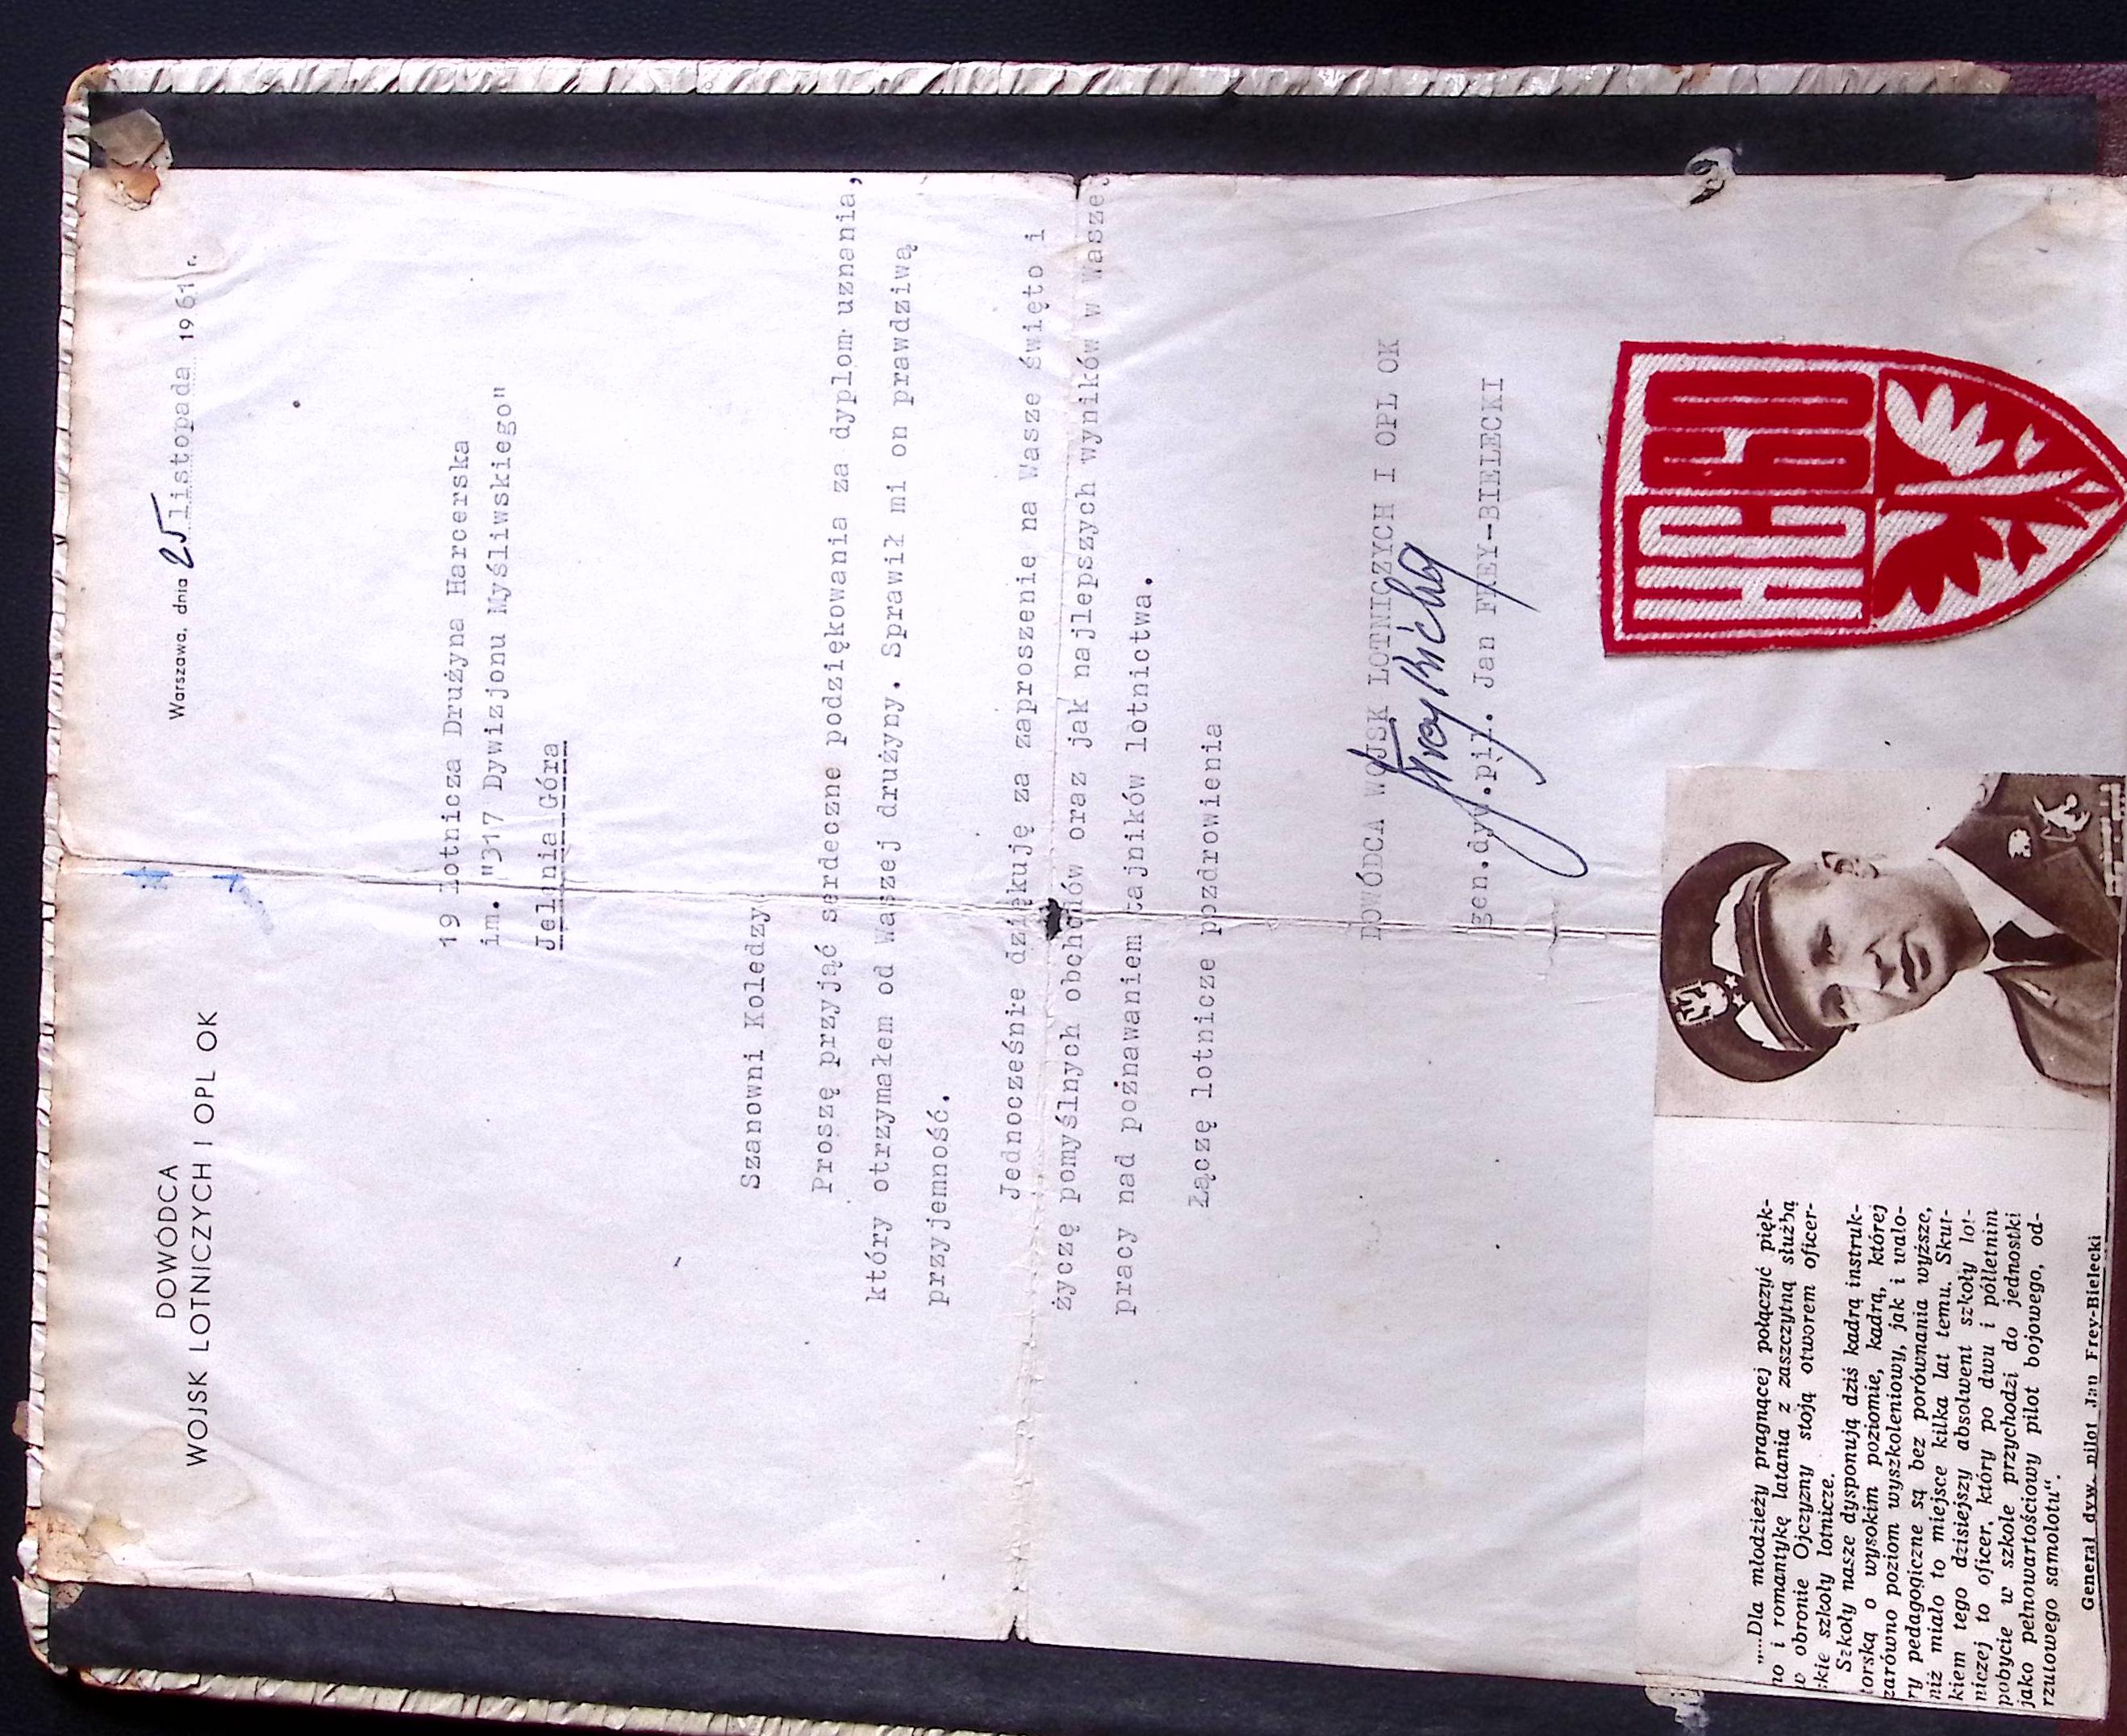 DOWÓDCA
WOJSK LOTNICZYCH I OPL OK
Warszawa, dnia 25 listopada 1961 r.
19 Lotnicza Drużyna Harcerska
im. "317 Dywizjonu Myśliwskiego"
Jelenia Góra
Szanowni Koledzy
Proszę przyjąć serdeczne podziękowania za dyplom uznania,
który otrzymałem od Waszej drużyny. Sprawił mi on prawdziwą
przyjemność.
Jednocześnie dziękuję za zaproszenie na Wasze święto i
życzę pomyślnych obchodów oraz jak najlepszych wyników w Waszej
pracy nad poznawaniem tajników lotnictwa.
Łączę lotnicze pozdrowienia
DOWÓDCA WOJSK LOTNICZYCH I OPL OK
gen.dyw.pil. Jan FREY-BIELECKI
„....Dla młodzieży pragnącej połączyć pięk-
no i romantykę latania z zaszczytną służbą
w obronie Ojczyzny stoją otworem oficer-
skie szkoły lotnicze.
Szkoły nasze dysponują dziś kadrą instruk-
torską o wysokim poziomie, kadrą, której
zarówno poziom wyszkoleniowy, jak i walo-
ry pedagogiczne są bez porównania wyższe,
niż miało to miejsce kilka lat temu. Skut-
kiem tego dzisiejszy absolwent szkoły lot-
niczej to oficer, który po dwu i półletnim
pobycie w szkole przychodzi do jednostki
jako pełnowartościowy pilot bojowego, od-
rzutowego samolotu".
Generał dyw. pilot Jan Frey-Bielecki